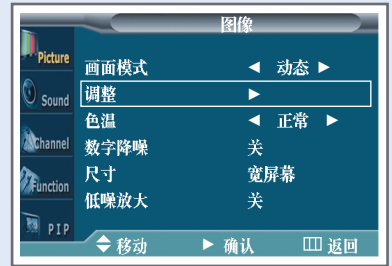 图像
Picture
Sound
Channel
Function
PIP
画面模式 ◀ 动态 ▶
调整 ▶
色温 ◀ 正常 ▶
数字降噪 关
尺寸 宽屏幕
低噪放大 关
移动 ▶ 确认 返回